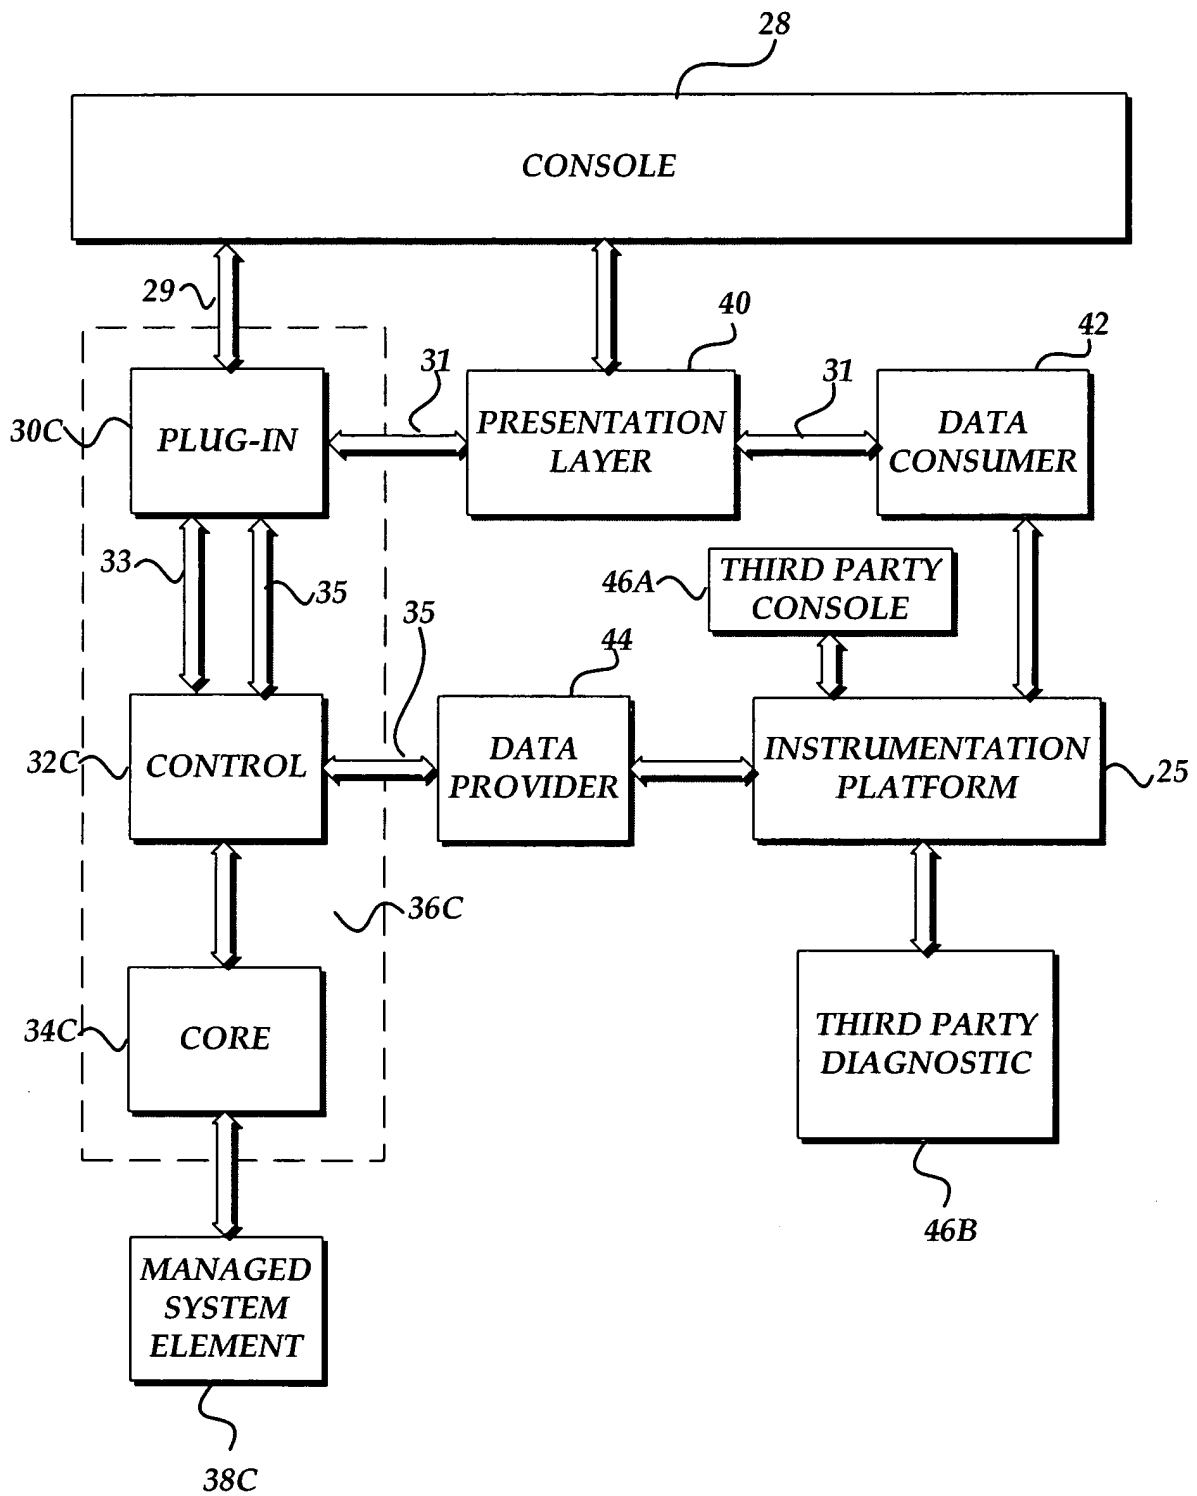 28
CONSOLE
29
40
42
31
31
30C
PLUG-IN
PRESENTATION
LAYER
DATA
CONSUMER
33
35
46A
THIRD PARTY
CONSOLE
35
44
32C
CONTROL
DATA
PROVIDER
INSTRUMENTATION
PLATFORM
25
36C
34C
CORE
THIRD PARTY
DIAGNOSTIC
46B
MANAGED
SYSTEM
ELEMENT
38C